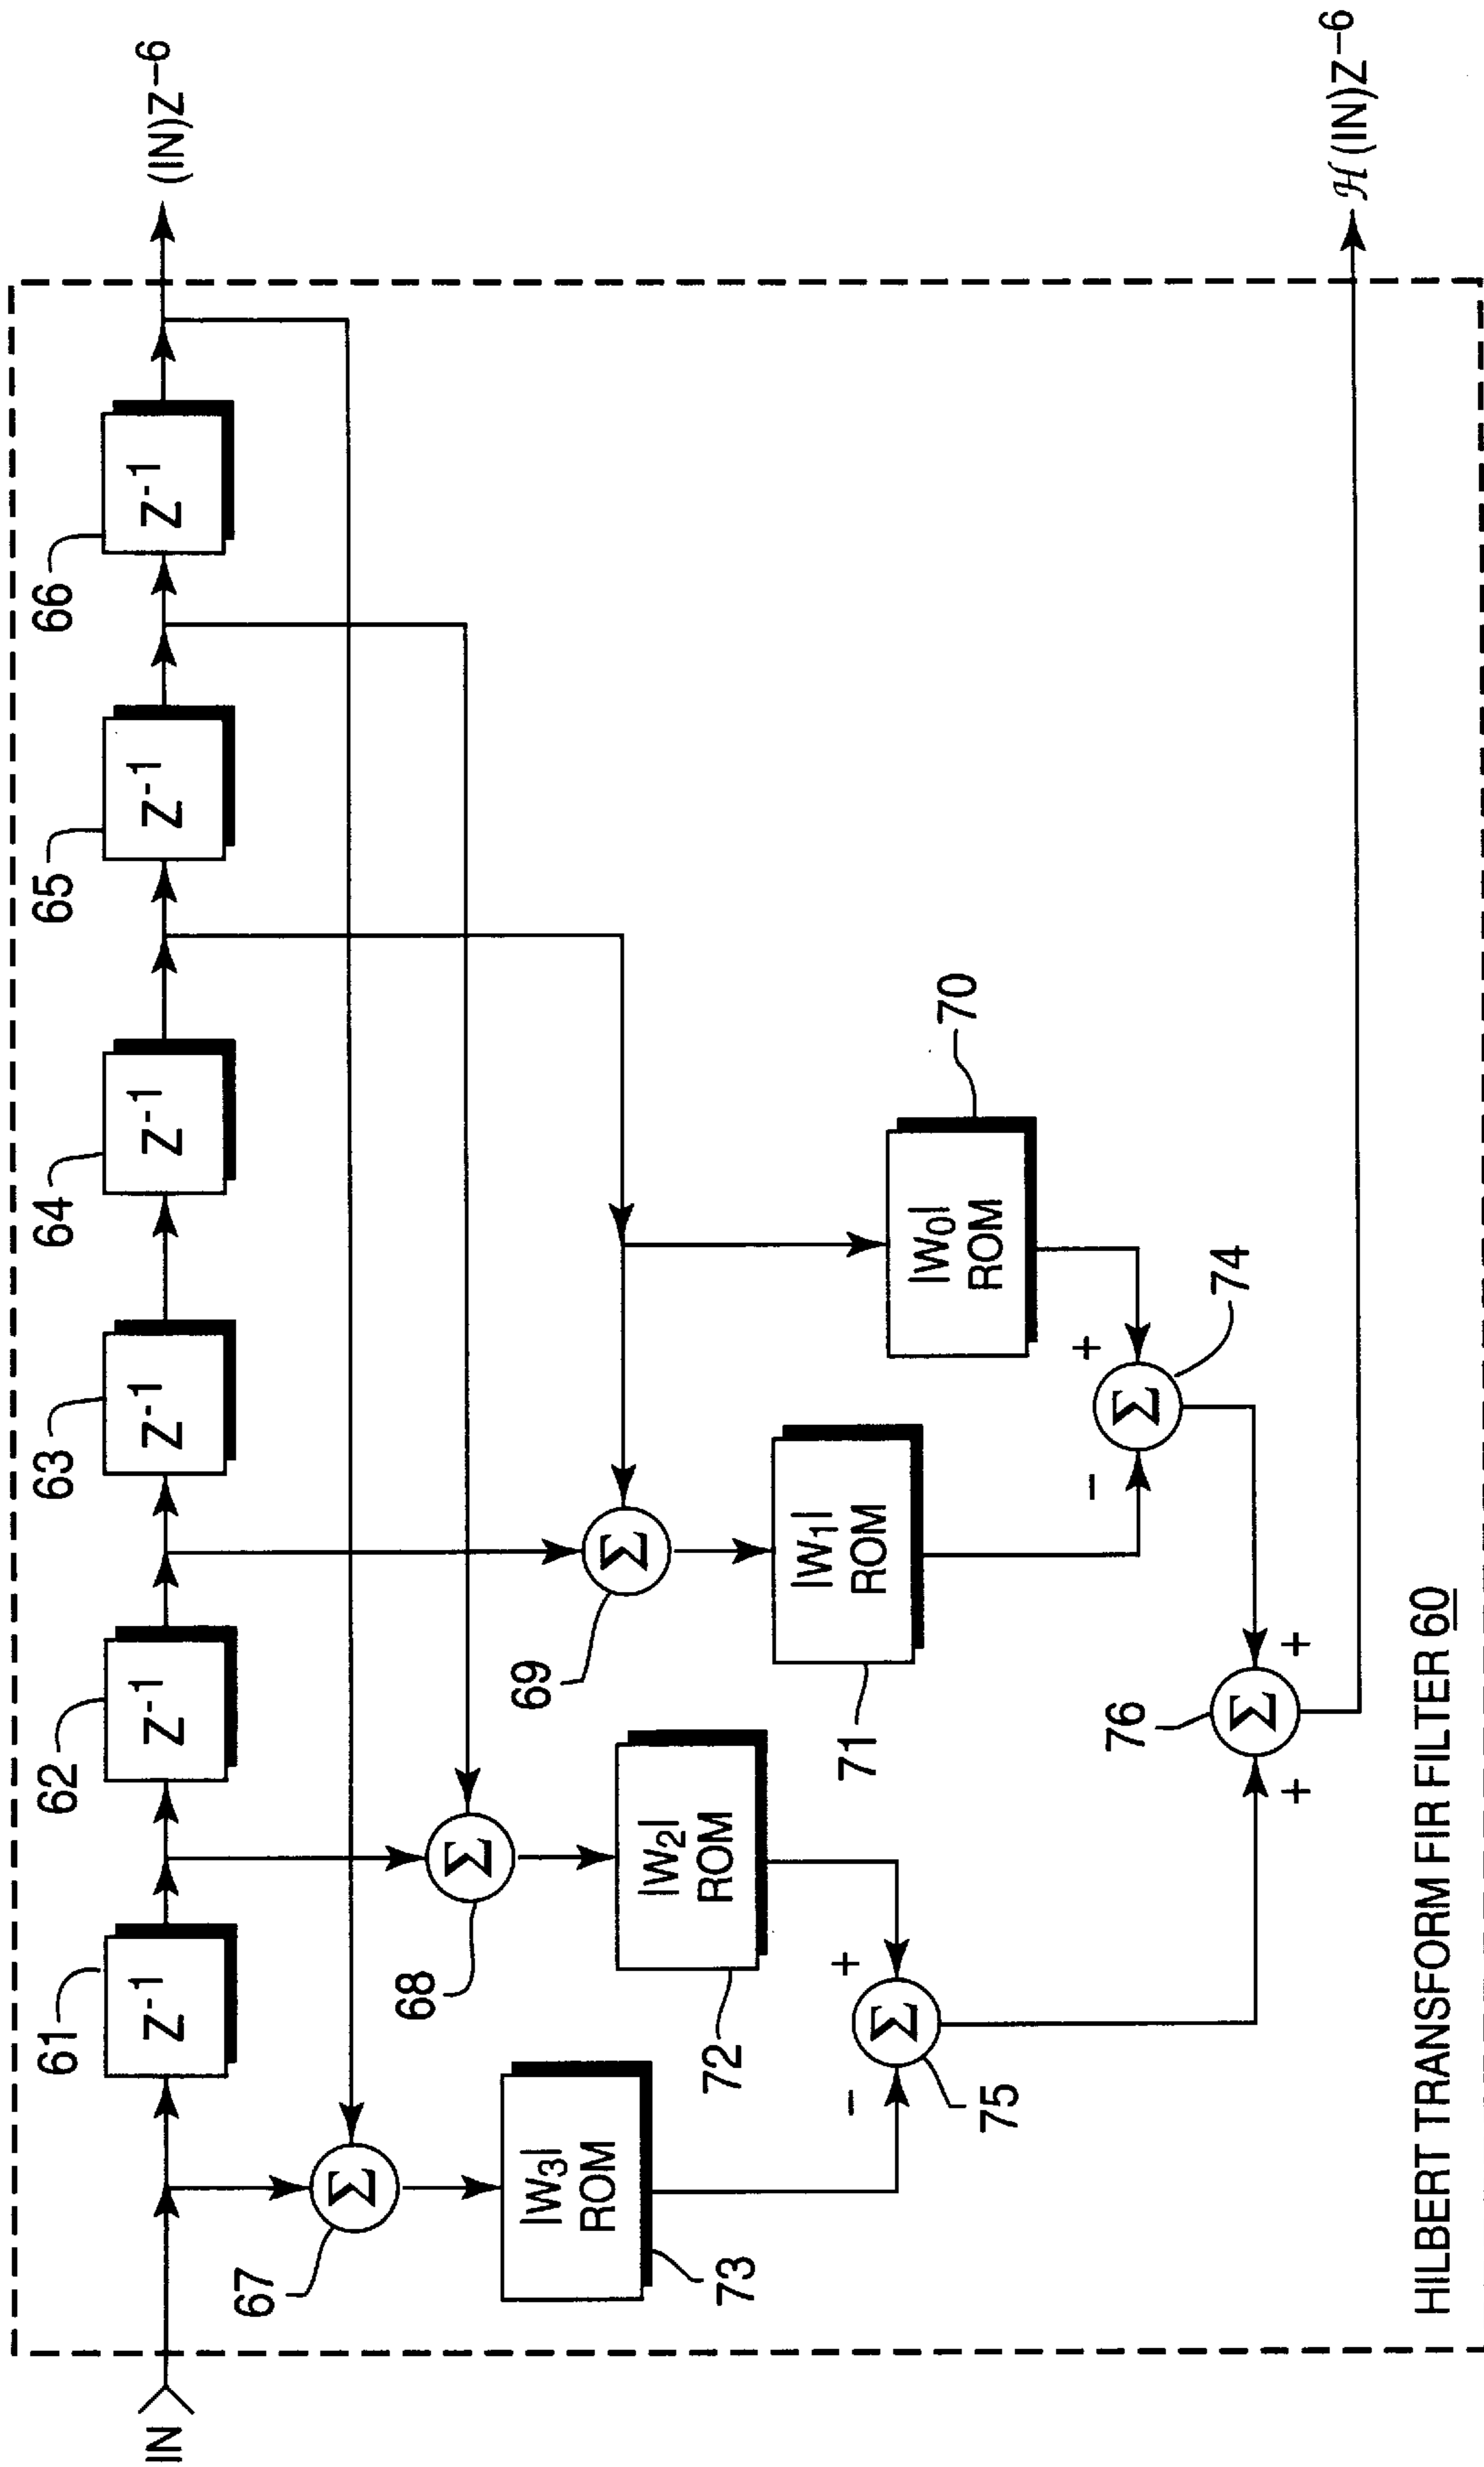 IN
61
Z-1
62
Z-1
63
Z-1
64
Z-1
65
Z-1
66
Z-1
(IN)Z-6
67
Σ
68
Σ
69
Σ
|W3|
ROM
73
|W2|
ROM
72
|W1|
ROM
71
|W0|
ROM
70
-
+
Σ
75
-
+
Σ
74
76
Σ
+
+
ℋ(IN)Z-6
HILBERT TRANSFORM FIR FILTER 60